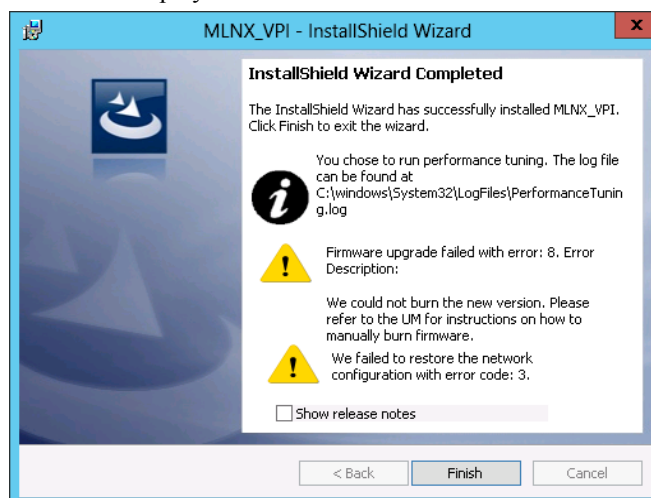 MLNX_VPI - InstallShield Wizard
x
InstallShield Wizard Completed
The InstallShield Wizard has successfully installed MLNX_VPI.
Click Finish to exit the wizard.
You chose to run performance tuning. The log file
can be found at
C:\windows\System32\LogFiles\PerformanceTunin
g.log
Firmware upgrade failed with error: 8. Error
Description:
We could not burn the new version. Please
refer to the UM for instructions on how to
manually burn firmware.
We failed to restore the network
configuration with error code: 3.
Show release notes
< Back
Finish
Cancel